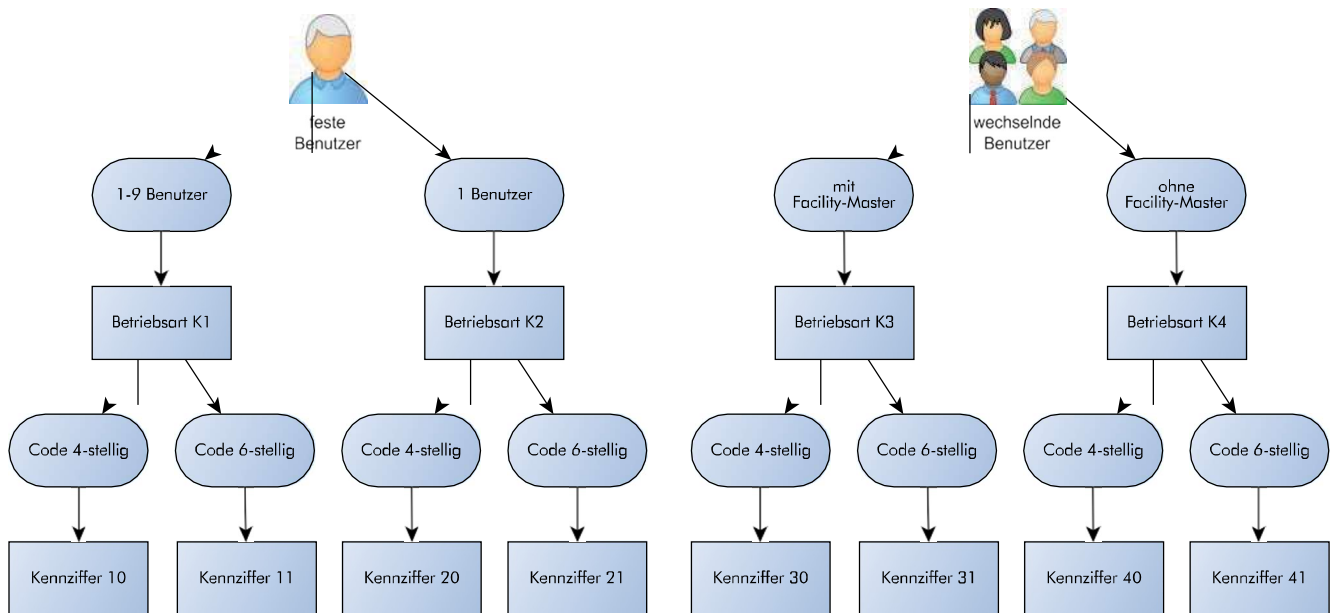 feste
Benutzer
wechselnde
Benutzer
1-9 Benutzer
1 Benutzer
mit
Facility-Master
ohne
Facility-Master
Betriebsart K1
Betriebsart K2
Betriebsart K3
Betriebsart K4
Code 4-stellig
Code 6-stellig
Code 4-stellig
Code 6-stellig
Code 4-stellig
Code 6-stellig
Code 4-stellig
Code 6-stellig
Kennziffer 10
Kennziffer 11
Kennziffer 20
Kennziffer 21
Kennziffer 30
Kennziffer 31
Kennziffer 40
Kennziffer 41